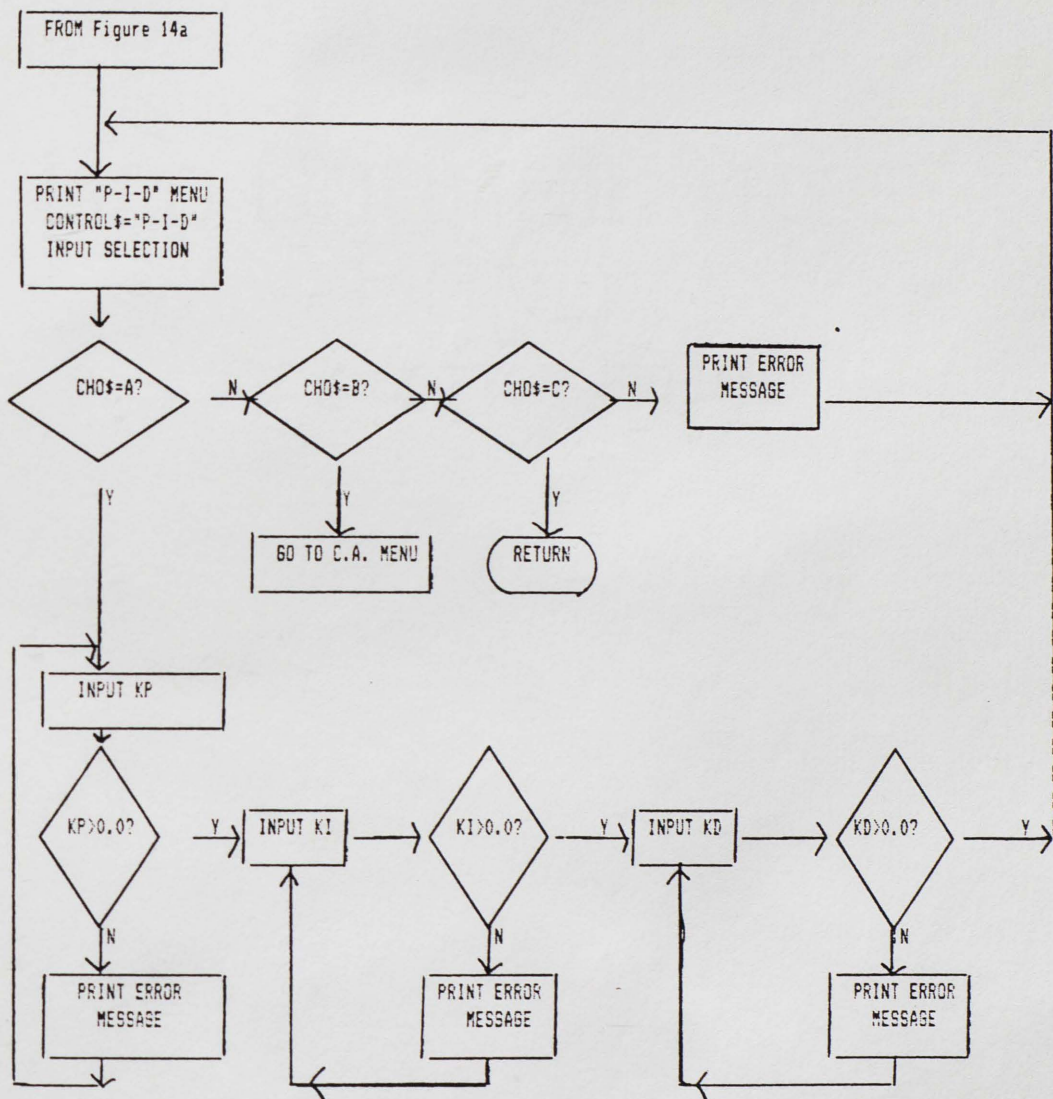 FROM Figure 14a
PRINT "P-I-D" MENU
CONTROL$="P-I-D"
INPUT SELECTION
CHO$=A?
N
CHO$=B?
N
CHO$=C?
N
PRINT ERROR
MESSAGE
Y
Y
Y
GO TO C.A. MENU
RETURN
INPUT KP
KP>0.0?
Y
INPUT KI
KI>0.0?
Y
INPUT KD
KD>0.0?
Y
N
N
N
PRINT ERROR
MESSAGE
PRINT ERROR
MESSAGE
PRINT ERROR
MESSAGE